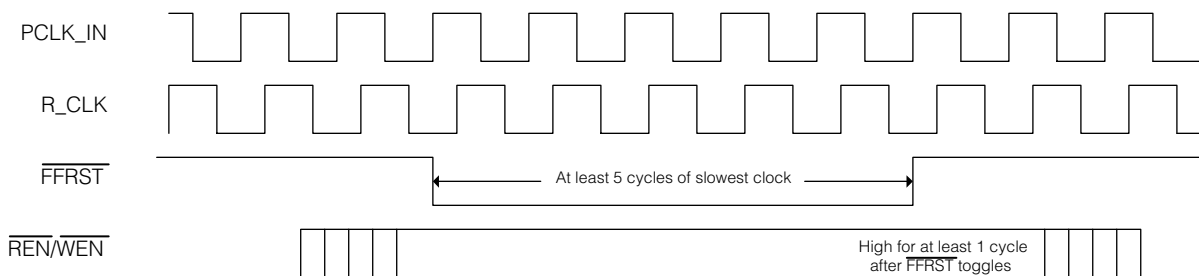 PCLK_IN
R_CLK
FFRST
At least 5 cycles of slowest clock
REN/WEN
High for at least 1 cycle
after FFRST toggles